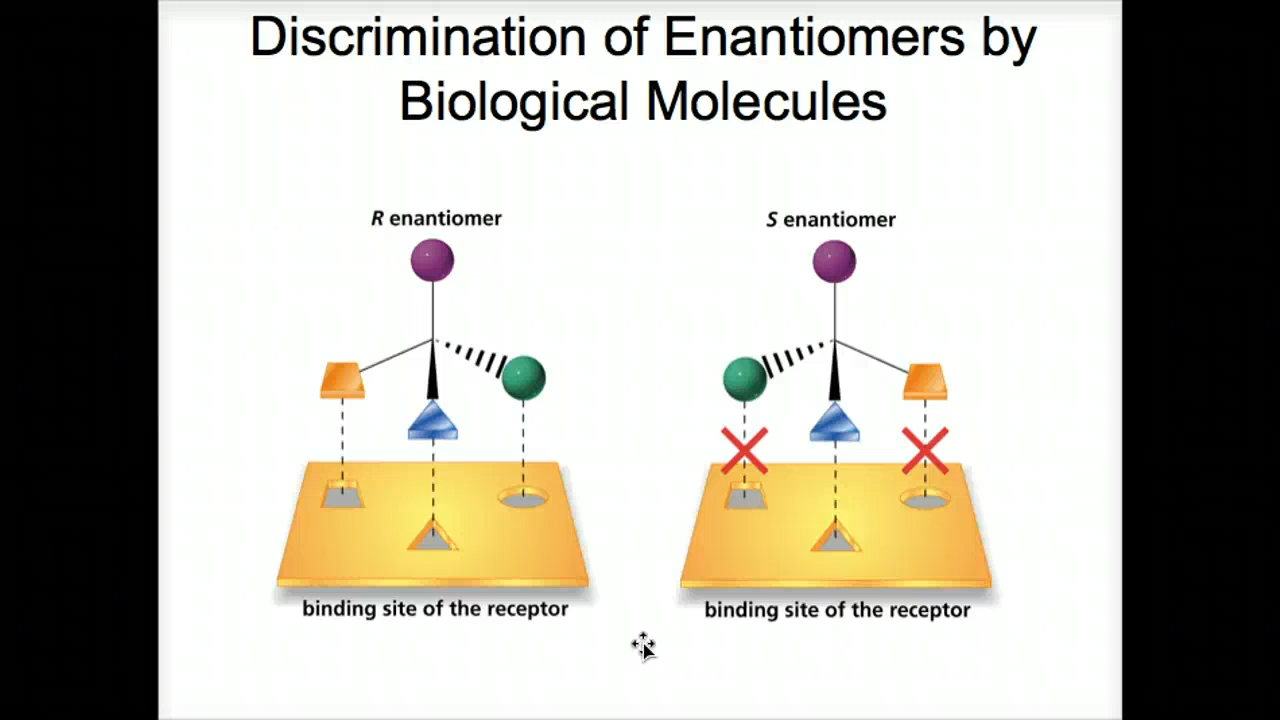 Discrimination of Enantiomers by
Biological Molecules
R enantiomer
S enantiomer
binding site of the receptor
binding site of the receptor